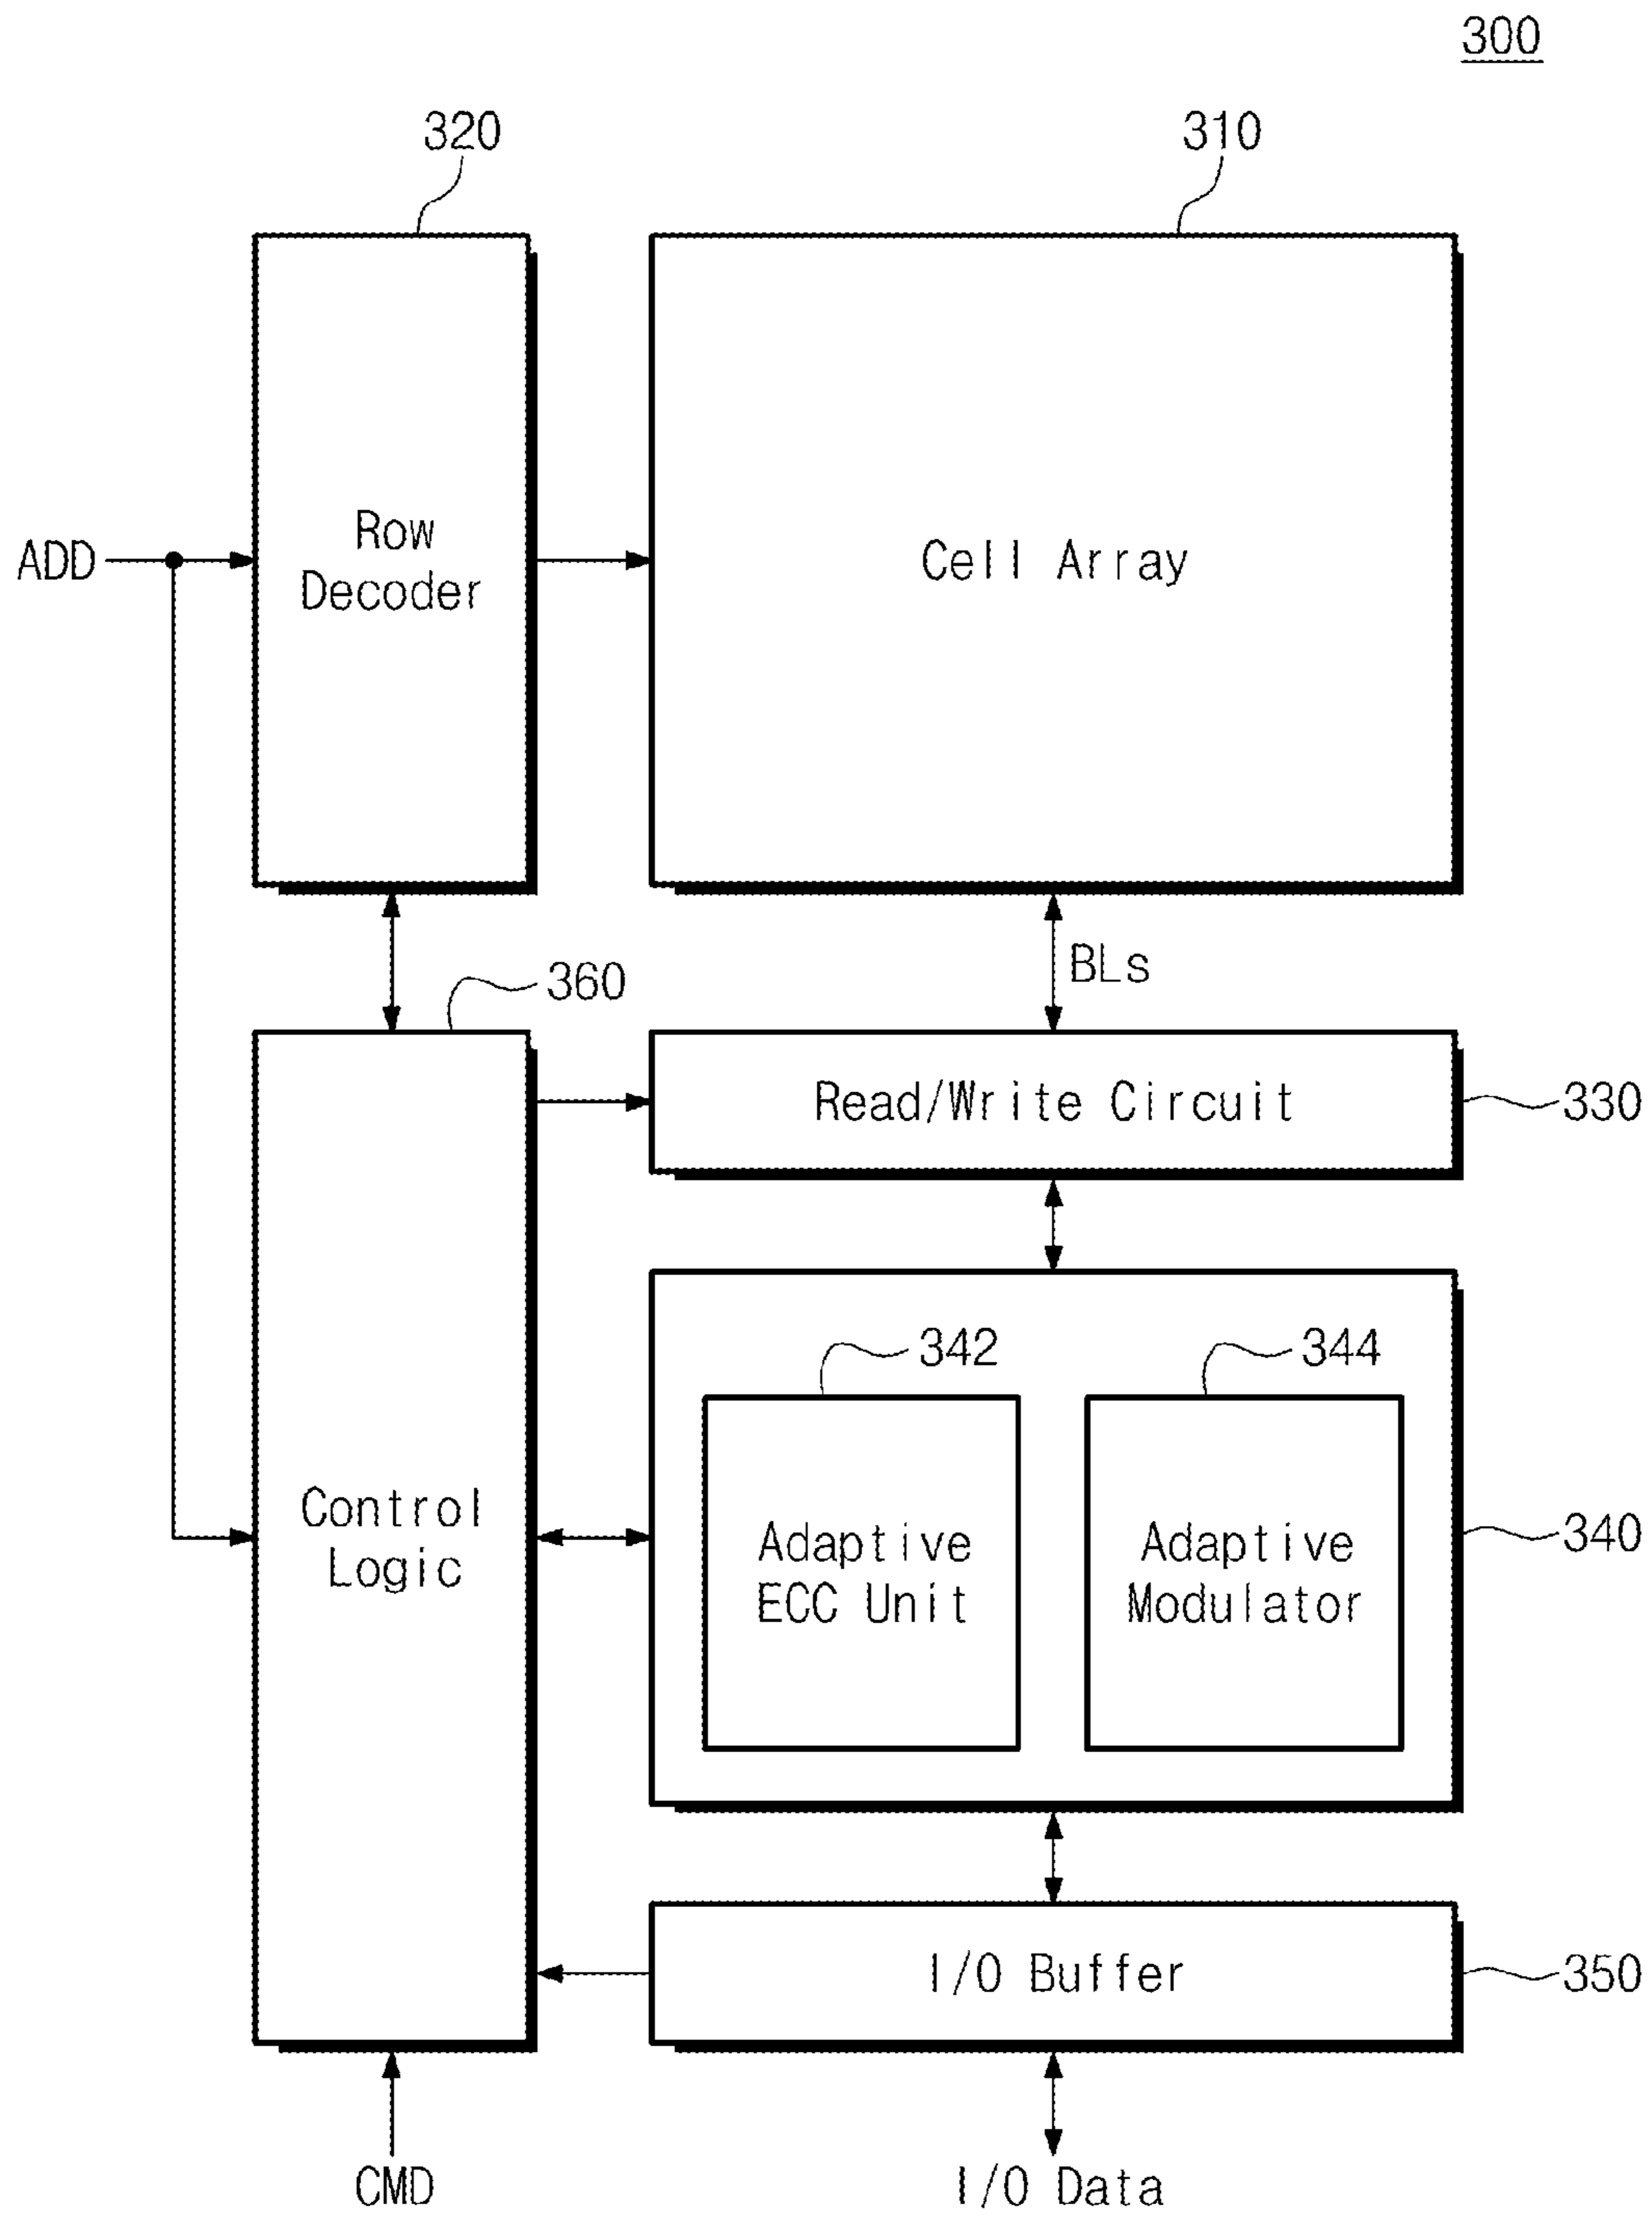 300
320
310
Row
Decoder
Cell Array
ADD
BLs
360
Read/Write Circuit
330
342
344
Control
Logic
Adaptive
ECC Unit
Adaptive
Modulator
340
I/O Buffer
350
CMD
I/O Data